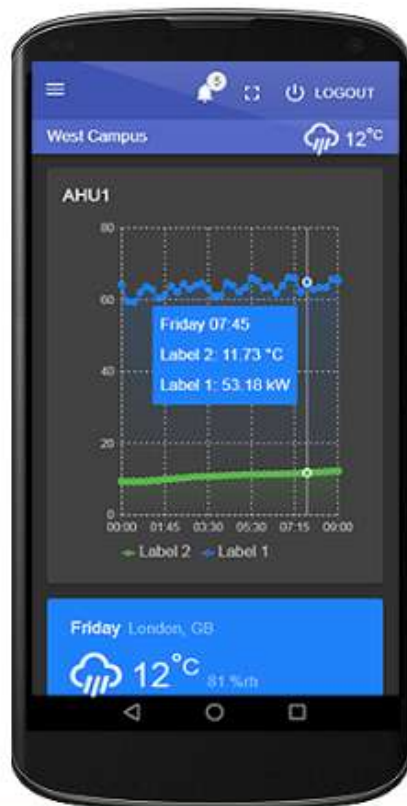 5
LOGOUT
West Campus
12°C
AHU1
80
60
40
20
0
Friday 07:45
Label 2: 11.73 °C
Label 1: 53.18 kW
00:00 01:45 03:30 05:30 07:15 09:00
Label 2 Label 1
Friday London, GB
12°C 81 %rh